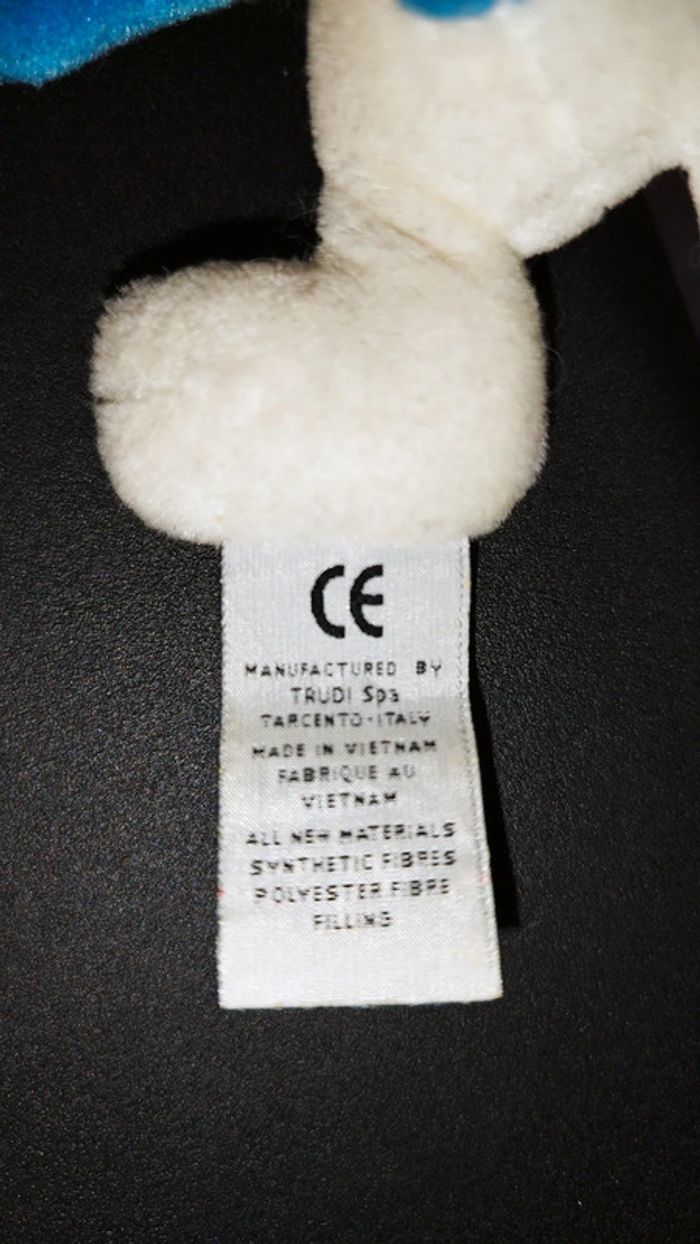 CE
MANUFACTURED BY
TRUDI Spa
TARCENTO-ITALY
MADE IN VIETNAM
FABRIQUE AU
VIETNAM
ALL NEW MATERIALS
SYNTHETIC FIBRES
POLYESTER FIBRE
FILLING